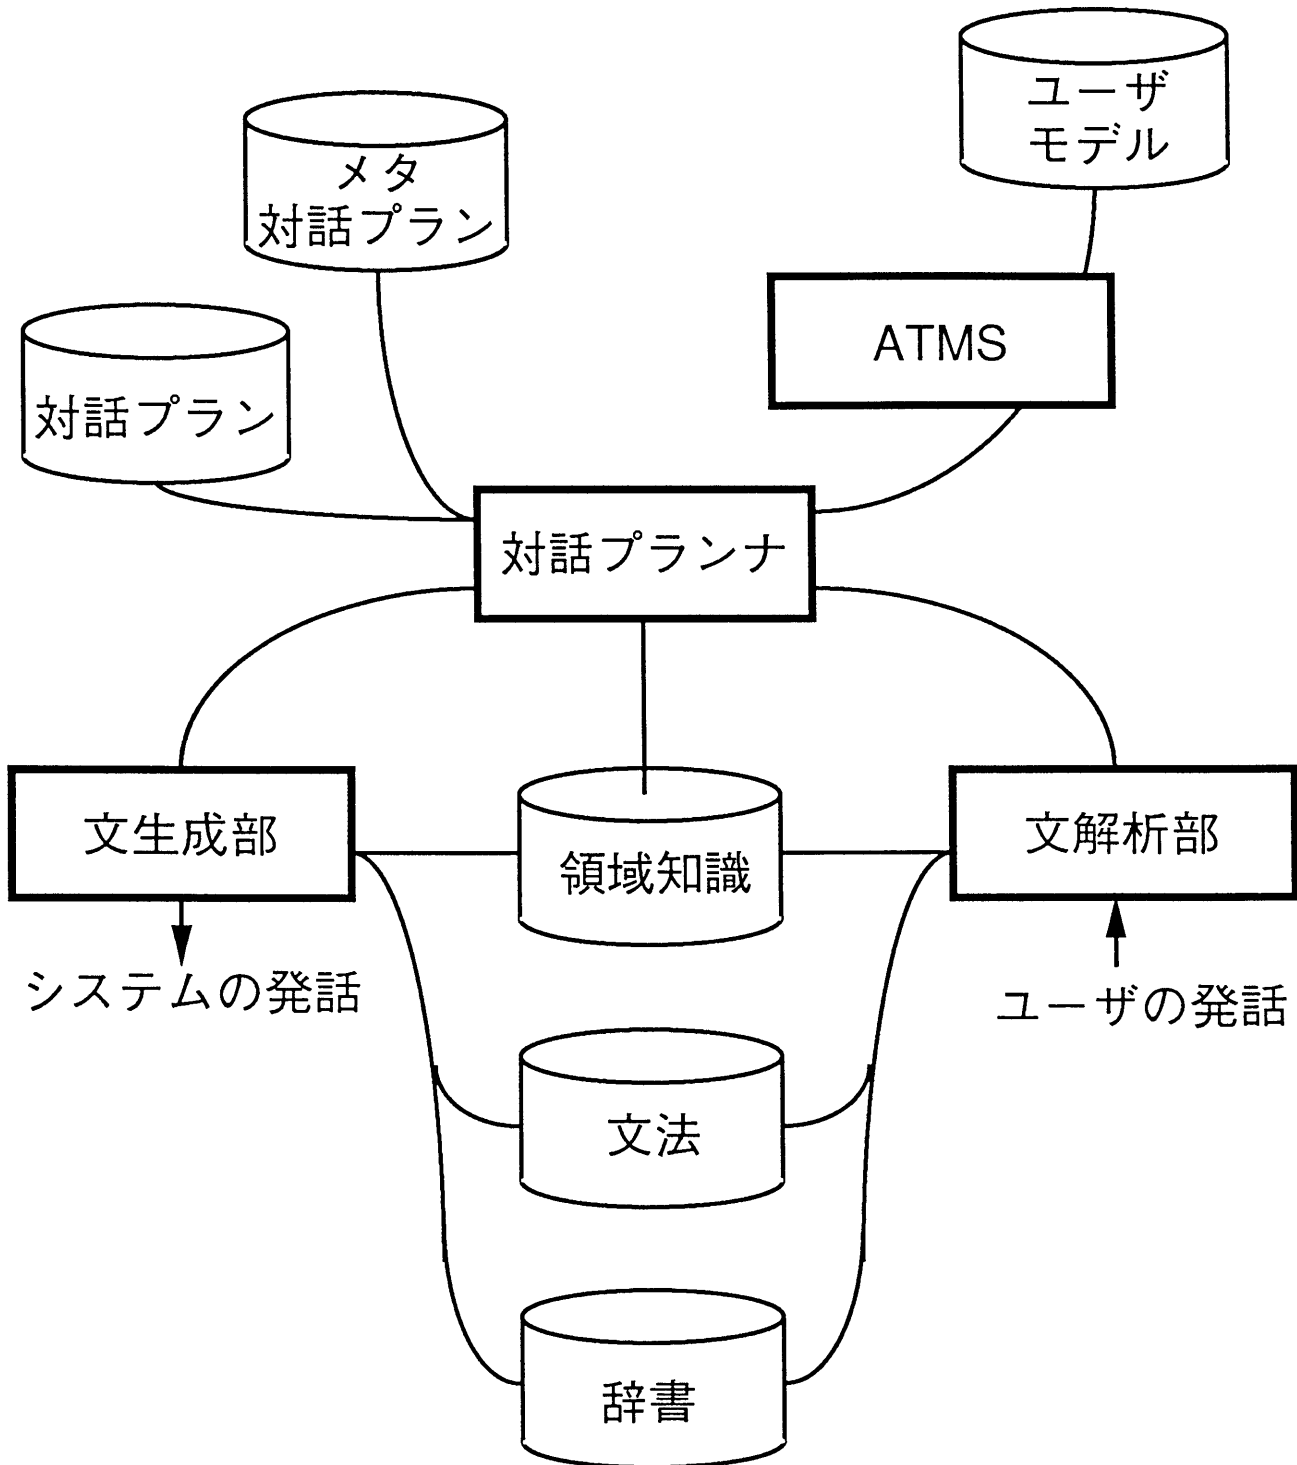 ユーザ
モデル
メタ
対話プラン
ATMS
対話プラン
対話プランナ
文生成部
領域知識
文解析部
システムの発話
ユーザの発話
文法
辞書